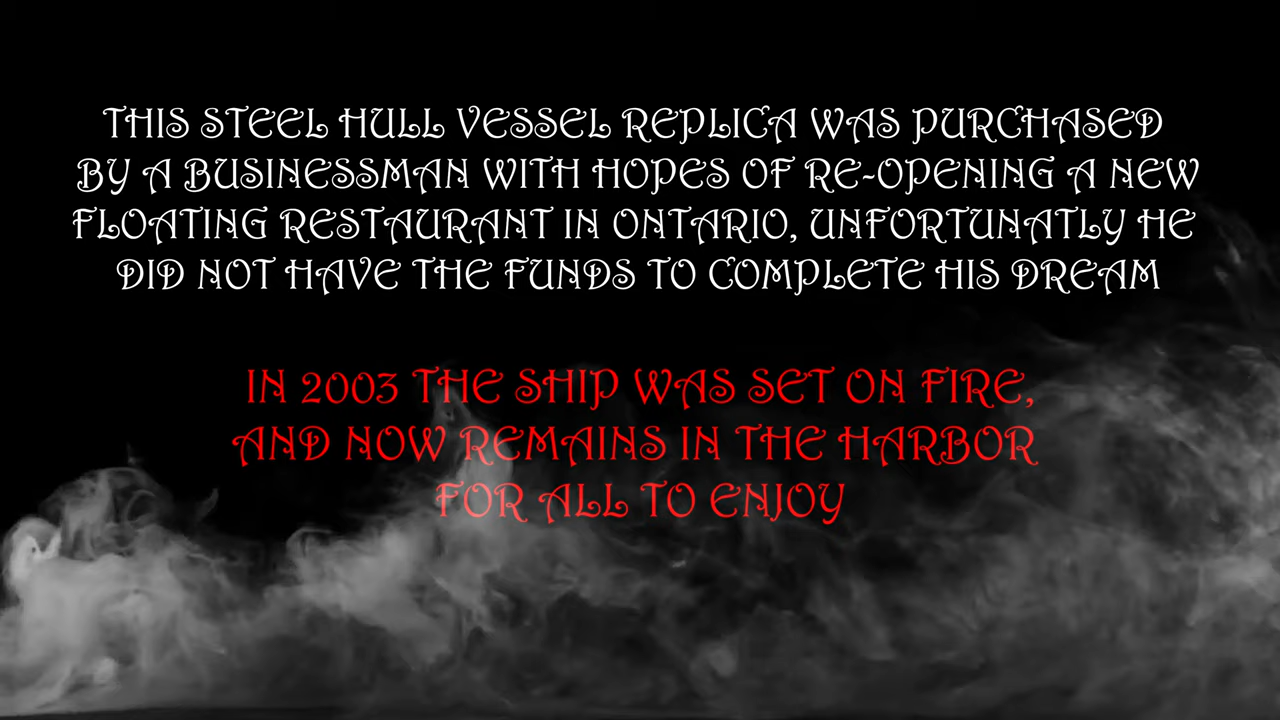 THIS STEEL HULL VESSEL REPLICA WAS PURCHASED
BY A BUSINESSMAN WITH HOPES OF RE-OPENING A NEW
FLOATING RESTAURANT IN ONTARIO, UNFORTUNATLY HE
DID NOT HAVE THE FUNDS TO COMPLETE HIS DREAM
IN 2003 THE SHIP WAS SET ON FIRE,
AND NOW REMAINS IN THE HARBOR
FOR ALL TO ENJOY